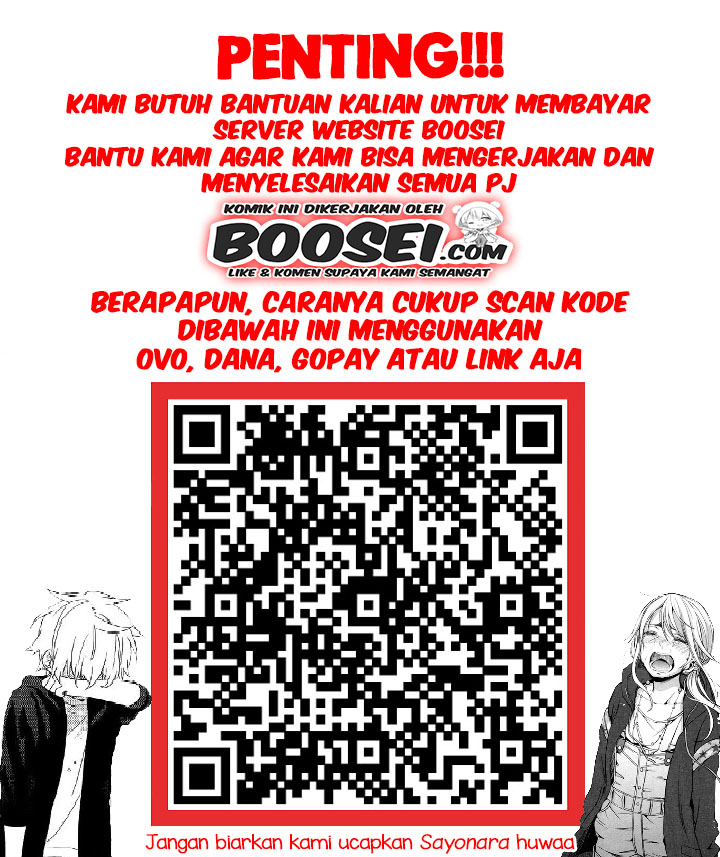 PENTING!!!
KAMI BUTUH BANTUAN KALIAN UNTUK MEMBAYAR
SERVER WEBSITE BOOSEI
BANTU KAMI AGAR KAMI BISA MENGERJAKAN DAN
MENYELESAIKAN SEMUA PJ
KOMIK INI DIKERJAKAN OLEH
BOOSEI.COM
LIKE & KOMEN SUPAYA KAMI SEMANGAT
BERAPAPUN, CARANYA CUKUP SCAN KODE
DIBAWAH INI MENGGUNAKAN
OVO, DANA, GOPAY ATAU LINK AJA
Jangan biarkan kami ucapkan Sayonara huwaa